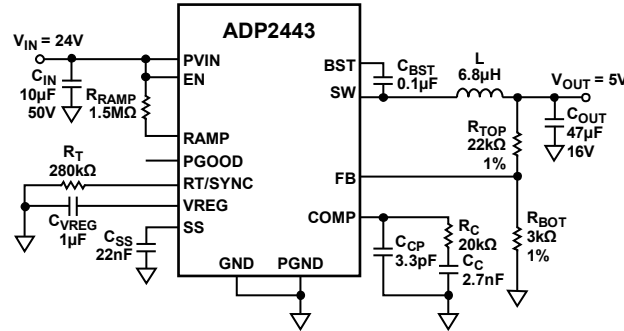 ADP2443
V_IN = 24V
C_IN
10µF
50V
R_RAMP
1.5MΩ
R_T
280kΩ
C_VREG
1µF
C_SS
22nF
PVIN
EN
RAMP
PGOOD
RT/SYNC
VREG
SS
GND
PGND
BST
SW
FB
COMP
C_BST
0.1µF
L
6.8µH
V_OUT = 5V
C_OUT
47µF
16V
R_TOP
22kΩ
1%
R_BOT
3kΩ
1%
C_CP
3.3pF
R_C
20kΩ
C_C
2.7nF